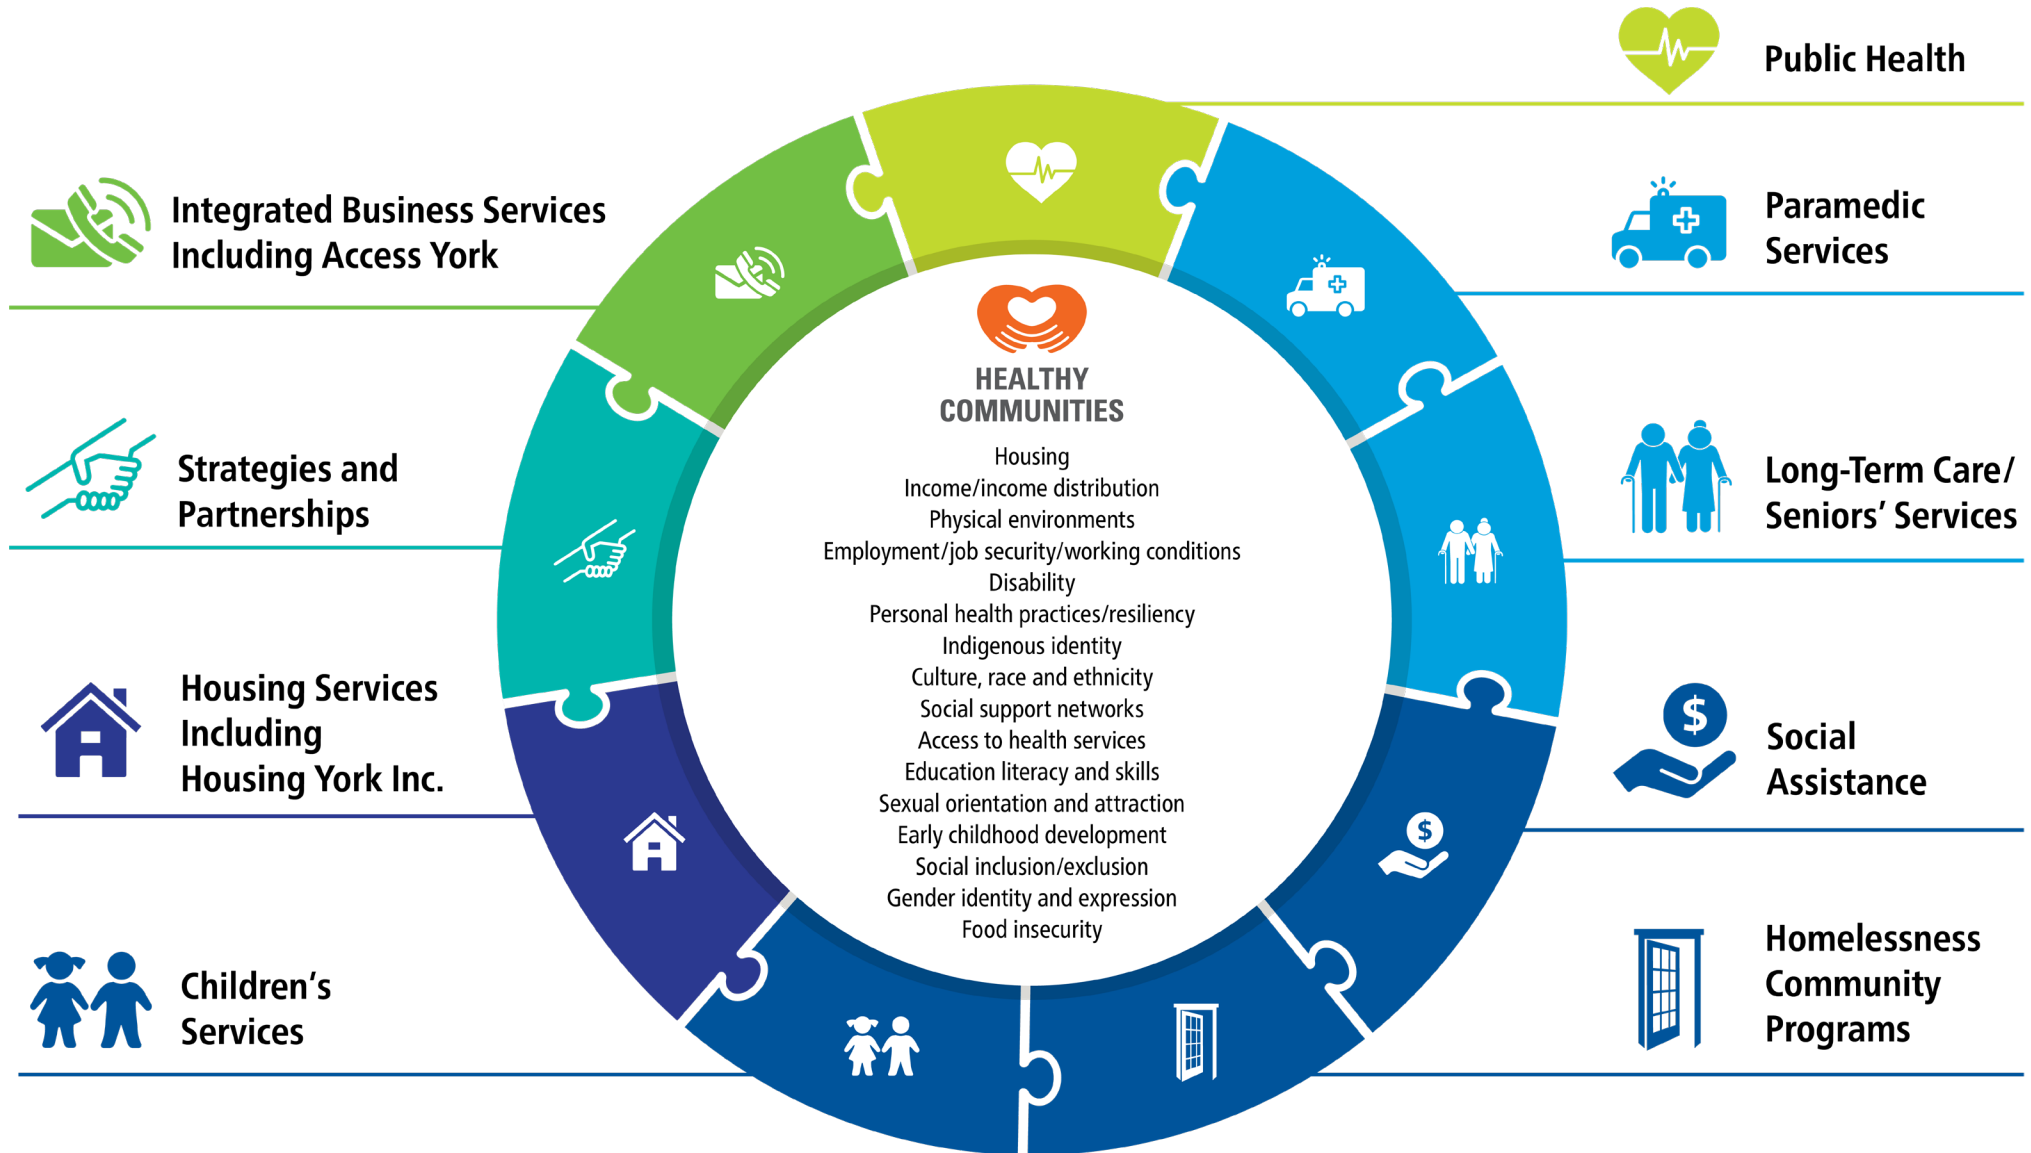 Public Health
Integrated Business Services
Including Access York
Paramedic
Services
Strategies and
Partnerships
Long-Term Care/
Seniors’ Services
Housing Services
Including
Housing York Inc.
Social
Assistance
Children’s
Services
Homelessness
Community
Programs
HEALTHY
COMMUNITIES
Housing
Income/income distribution
Physical environments
Employment/job security/working conditions
Disability
Personal health practices/resiliency
Indigenous identity
Culture, race and ethnicity
Social support networks
Access to health services
Education literacy and skills
Sexual orientation and attraction
Early childhood development
Social inclusion/exclusion
Gender identity and expression
Food insecurity
$
$